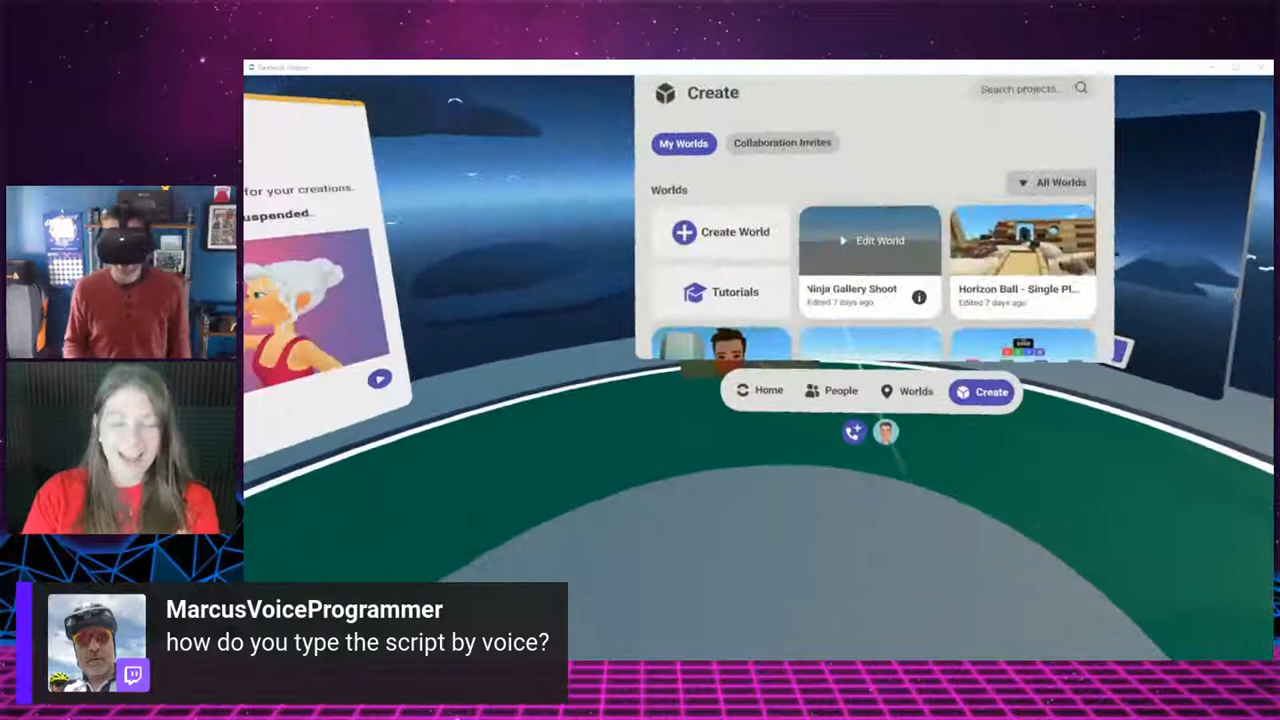 Facebook Horizon
Create
Search projects...
My Worlds
Collaboration Invites
for your creations.
uspended.
Worlds
All Worlds
Create World
Edit World
Tutorials
Ninja Gallery Shoot
Edited 7 days ago
Horizon Ball - Single Pl...
Edited 7 days ago
Home
People
Worlds
Create
MarcusVoiceProgrammer
how do you type the script by voice?